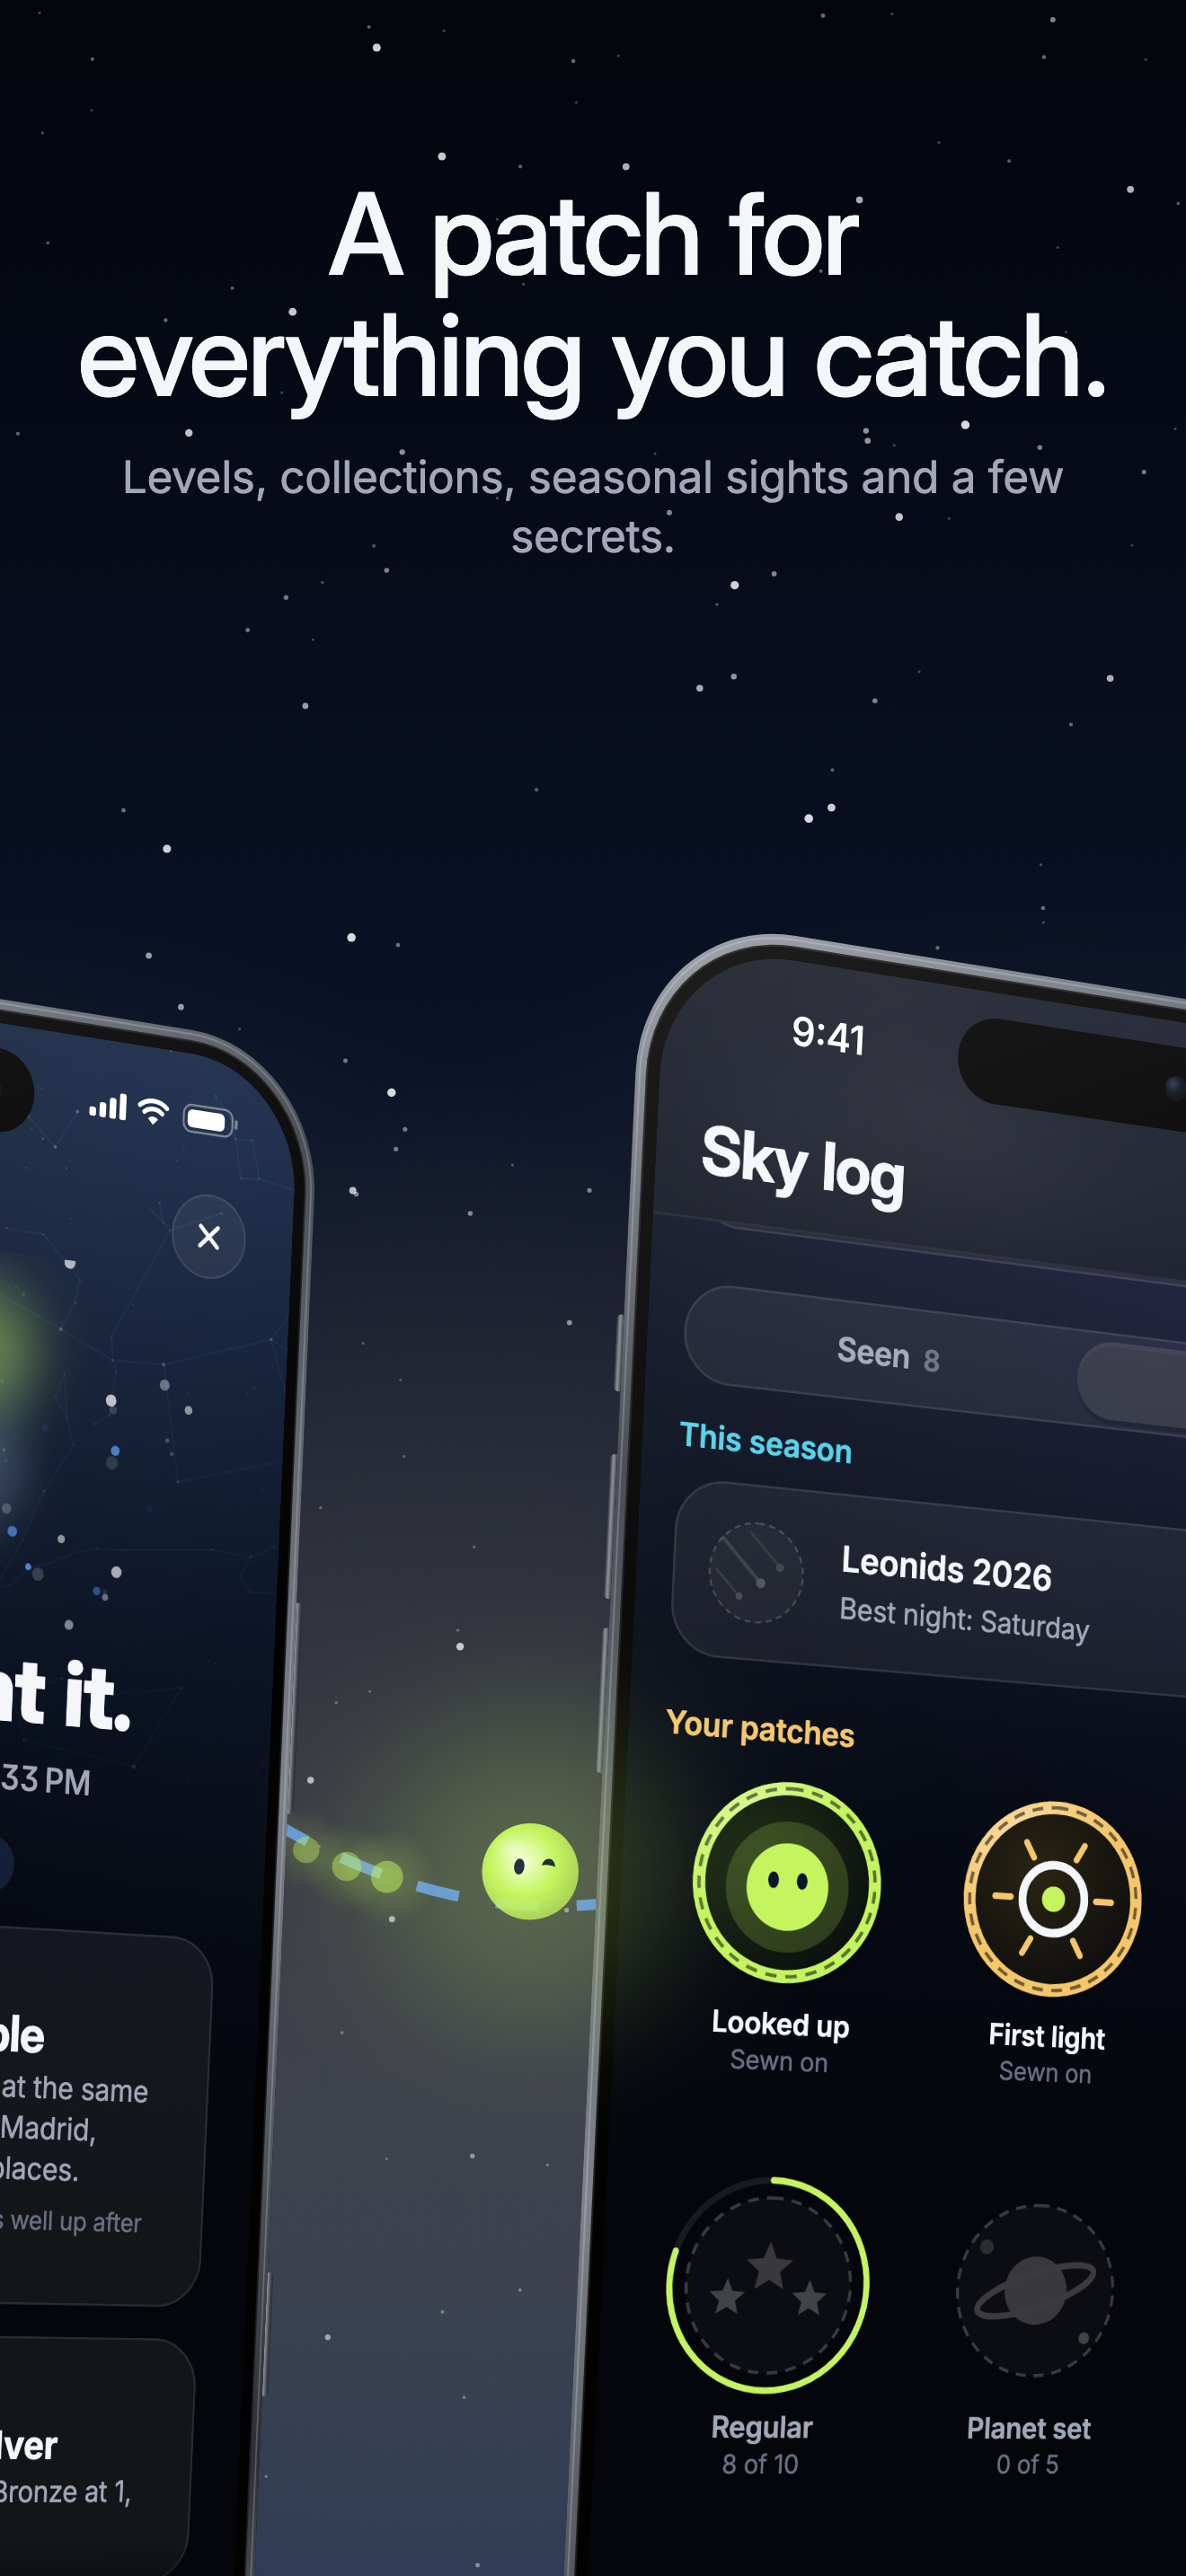 A patch for
everything you catch.
Levels, collections, seasonal sights and a few
secrets.
9:41
Sky log
Seen 8
This season
Leonids 2026
Best night: Saturday
Your patches
Looked up
Sewn on
First light
Sewn on
Regular
8 of 10
Planet set
0 of 5
it.
33 PM
at the same
Madrid,
well up after
at 1,